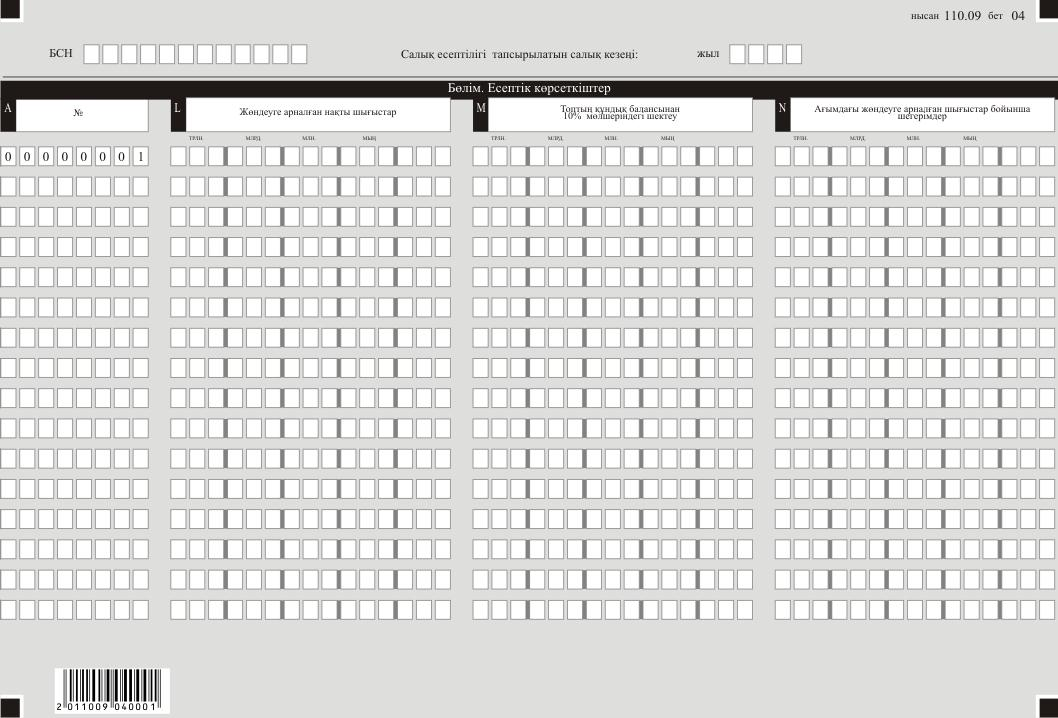 нысан 110.09 бет 04
БСН Салық есептілігі тапсырылатын салық кезеңі: жыл
Бөлім. Есептік көрсеткіштер
A № L Жөндеуге арналған нақты шығыстар M Топтың құндық балансынан N Ағымдағы жөндеуге арналған шығыстар бойынша
10% мөлшеріндегі шектеу шегерімдер
ТРЛН. МЛРД. МЛН. МЫҢ ТРЛН. МЛРД. МЛН. МЫҢ ТРЛН. МЛРД. МЛН. МЫҢ
0 0 0 0 0 0 0 1
2 011009 040001